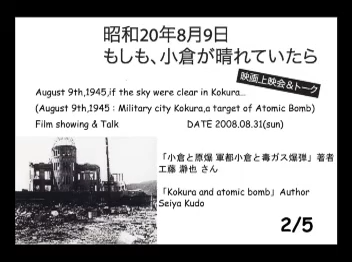 昭和20年8月9日
もしも、小倉が晴れていたら
映画上映会&トーク
August 9th,1945,if the sky were clear in Kokura...
(August 9th,1945 : Military city Kokura,a target of Atomic Bomb)
Film showing & Talk DATE 2008.08.31(sun)
「小倉と原爆 軍都小倉と毒ガス爆弾」著者
工藤 瀞也 さん
「Kokura and atomic bomb」Author
Seiya Kudo
2/5